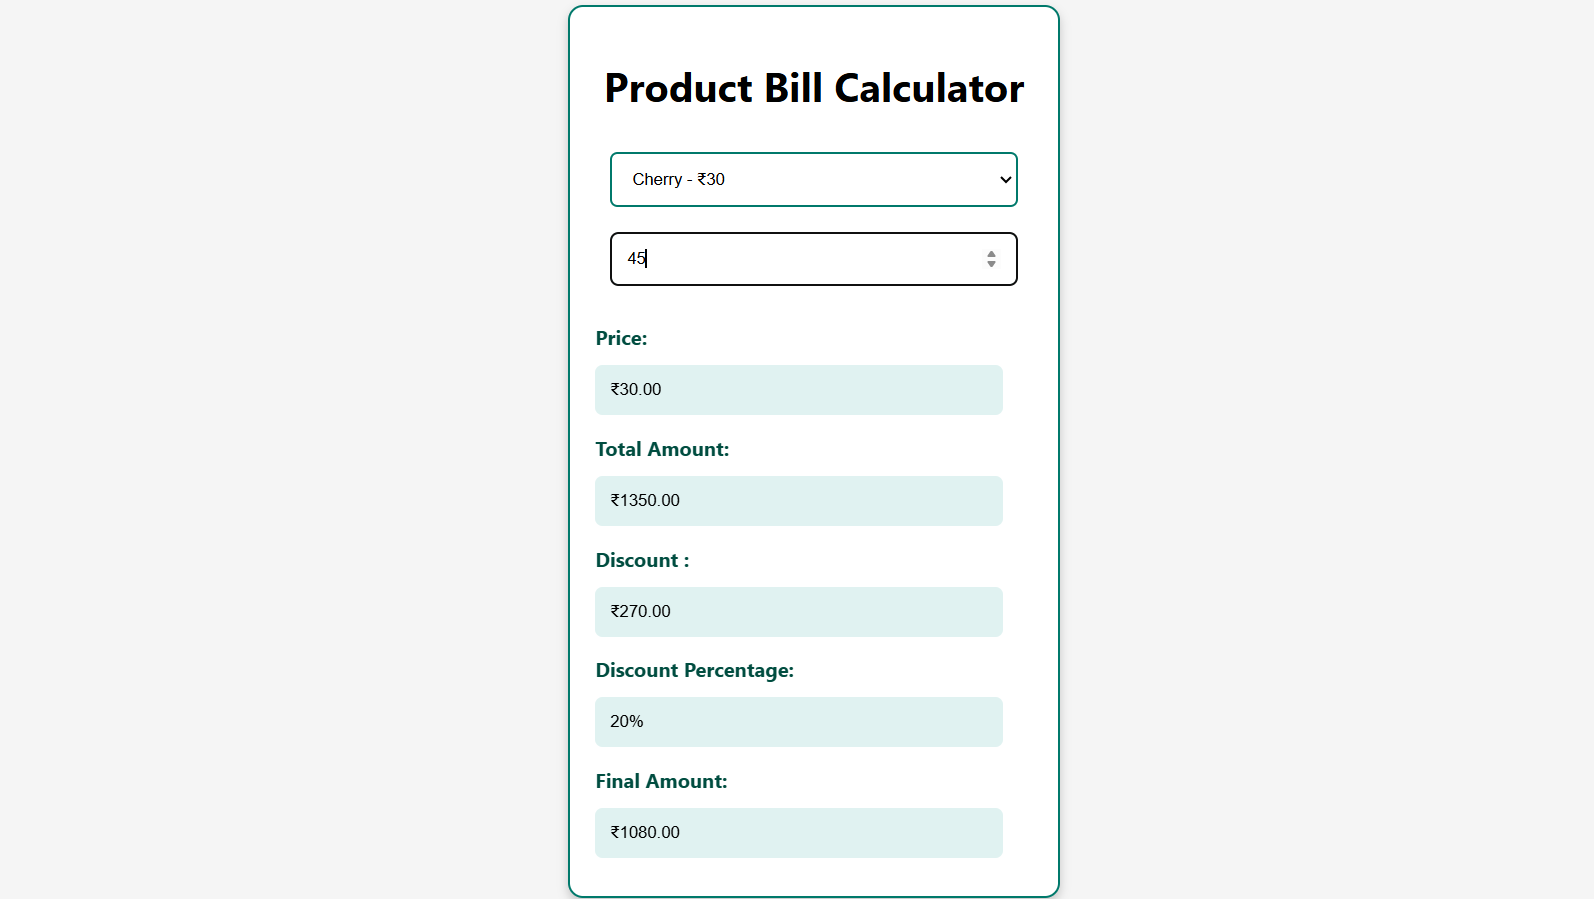 Product Bill Calculator
Cherry - ₹30
45
Price:
₹30.00
Total Amount:
₹1350.00
Discount :
₹270.00
Discount Percentage:
20%
Final Amount:
₹1080.00